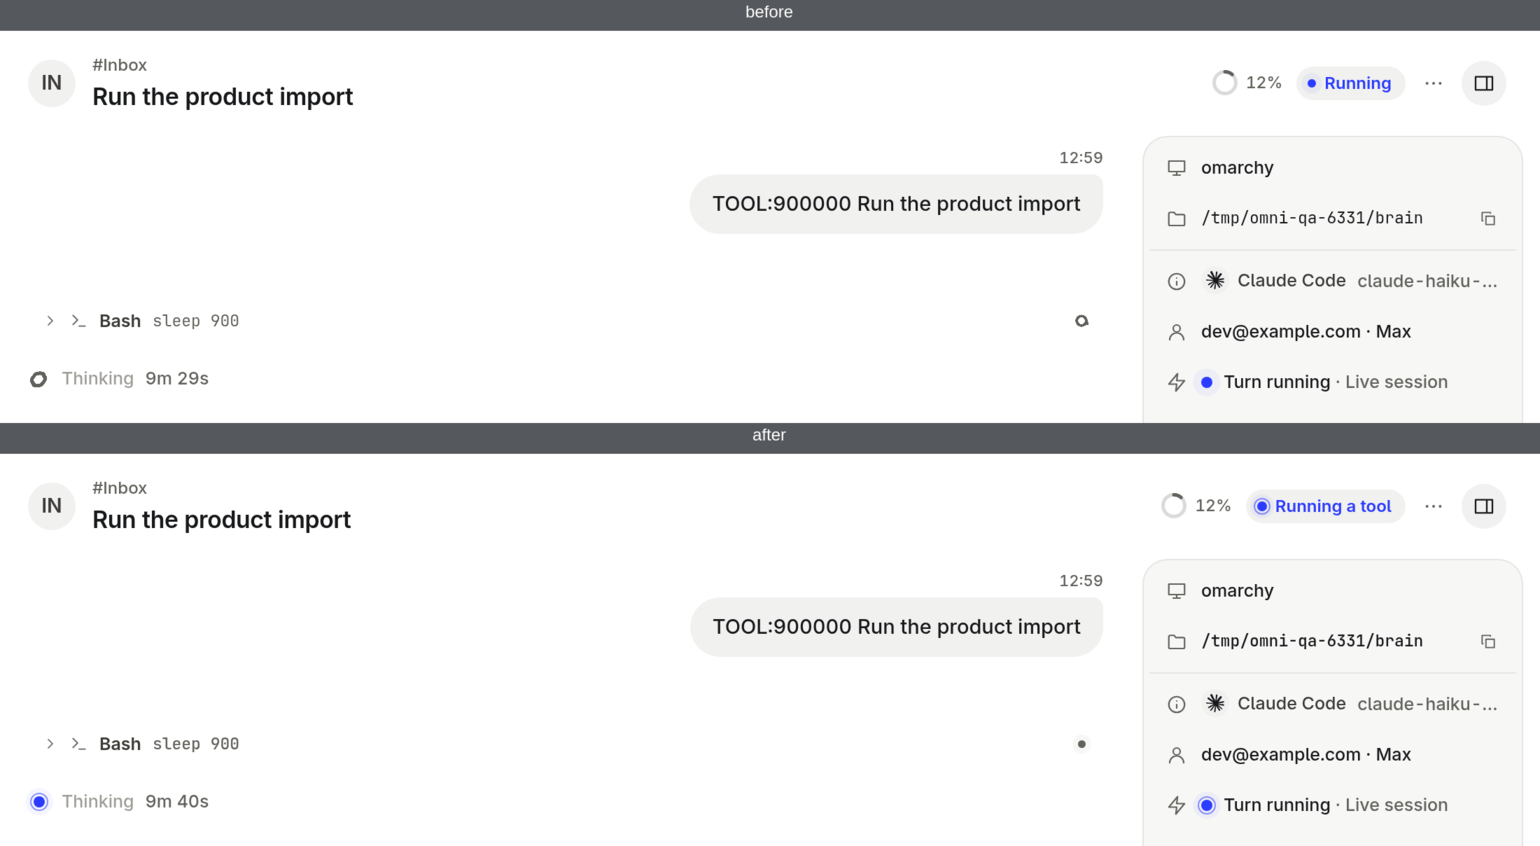 before
#Inbox
IN
Run the product import
12%
Running
12:59
TOOL:900000 Run the product import
Bash sleep 900
Thinking 9m 29s
omarchy
/tmp/omni-qa-6331/brain
Claude Code claude-haiku-...
dev@example.com · Max
Turn running · Live session
after
#Inbox
IN
Run the product import
12%
Running a tool
12:59
TOOL:900000 Run the product import
Bash sleep 900
Thinking 9m 40s
omarchy
/tmp/omni-qa-6331/brain
Claude Code claude-haiku-...
dev@example.com · Max
Turn running · Live session